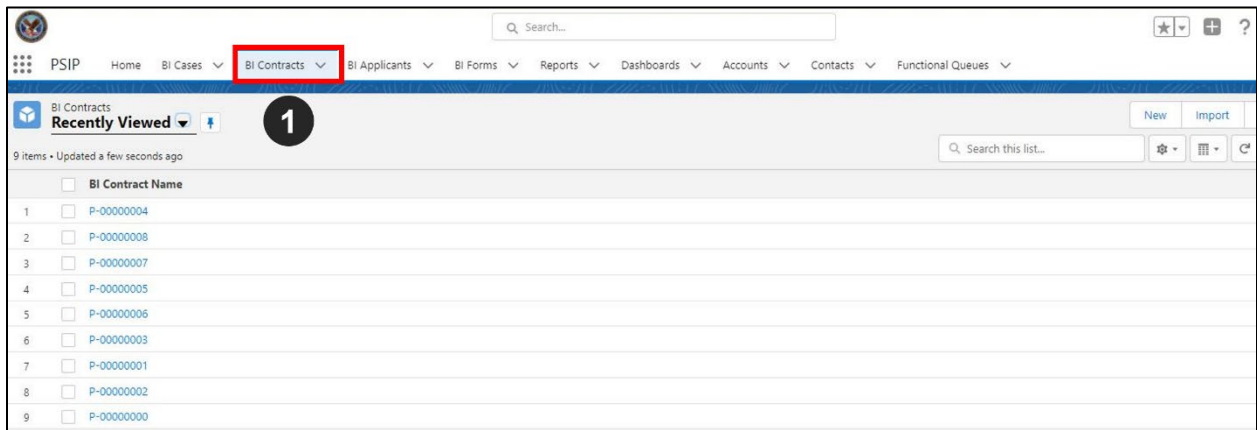 Search...
PSIP Home BI Cases BI Contracts BI Applicants BI Forms Reports Dashboards Accounts Contacts Functional Queues
1
BI Contracts
Recently Viewed
New Import
9 items • Updated a few seconds ago
Search this list...
BI Contract Name
1 P-00000004
2 P-00000008
3 P-00000007
4 P-00000005
5 P-00000006
6 P-00000003
7 P-00000001
8 P-00000002
9 P-00000000